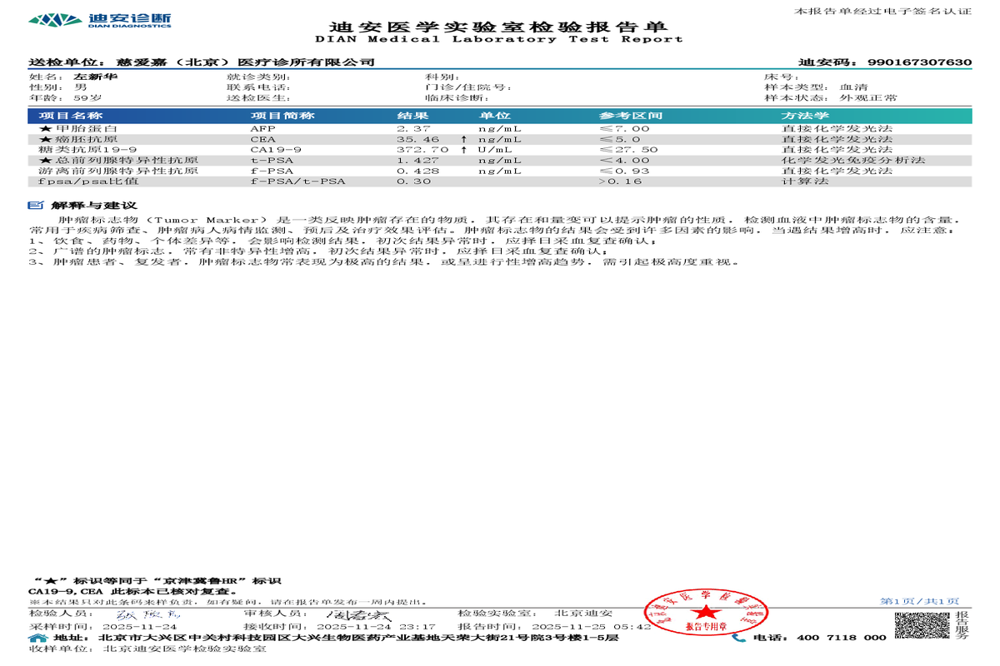 迪安诊断
DIAN DIAGNOSTICS
本报告单经过电子签名认证
迪安医学实验室检验报告单
DIAN Medical Laboratory Test Report
送检单位：慈爱嘉（北京）医疗诊所有限公司 迪安码：990167307630
姓名：左新华 就诊类别： 科别： 床号：
性别：男 联系电话： 门诊/住院号： 样本类型：血清
年龄：59岁 送检医生： 临床诊断： 样本状态：外观正常
项目名称 项目简称 结果 单位 参考区间 方法学
★甲胎蛋白 AFP 2.37 ng/mL ≤7.00 直接化学发光法
★癌胚抗原 CEA 35.46 ↑ ng/mL ≤5.0 直接化学发光法
糖类抗原19-9 CA19-9 372.70 ↑ U/mL ≤27.50 直接化学发光法
★总前列腺特异性抗原 t-PSA 1.427 ng/mL ≤4.00 化学发光免疫分析法
游离前列腺特异性抗原 f-PSA 0.428 ng/mL ≤0.93 直接化学发光法
fpsa/psa比值 f-PSA/t-PSA 0.30 >0.16 计算法
解释与建议
肿瘤标志物（Tumor Marker）是一类反映肿瘤存在的物质，其存在和量变可以提示肿瘤的性质，检测血液中肿瘤标志物的含量，
常用于疾病筛查、肿瘤病人病情监测、预后及治疗效果评估。肿瘤标志物的结果会受到许多因素的影响，当遇结果增高时，应注意：
1、饮食、药物、个体差异等，会影响检测结果，初次结果异常时，应择日采血复查确认；
2、广谱的肿瘤标志，常有非特异性增高，初次结果异常时，应择日采血复查确认；
3、肿瘤患者、复发者，肿瘤标志物常表现为极高的结果，或呈进行性增高趋势，需引起极高度重视。
“★”标识等同于“京津冀鲁HR”标识
CA19-9,CEA 此标本已核对复查。
※本结果只对此条码来样负责，如有疑问，请在报告单发布一周内提出。
第1页/共1页
检验人员： 审核人员： 检验实验室：北京迪安
采样时间：2025-11-24 接收时间：2025-11-24 23:17 报告时间：2025-11-25 05:42
报告专用章
报告服务
地址：北京市大兴区中关村科技园区大兴生物医药产业基地天荣大街21号院3号楼1-5层 电话：400 7118 000
收样单位：北京迪安医学检验实验室